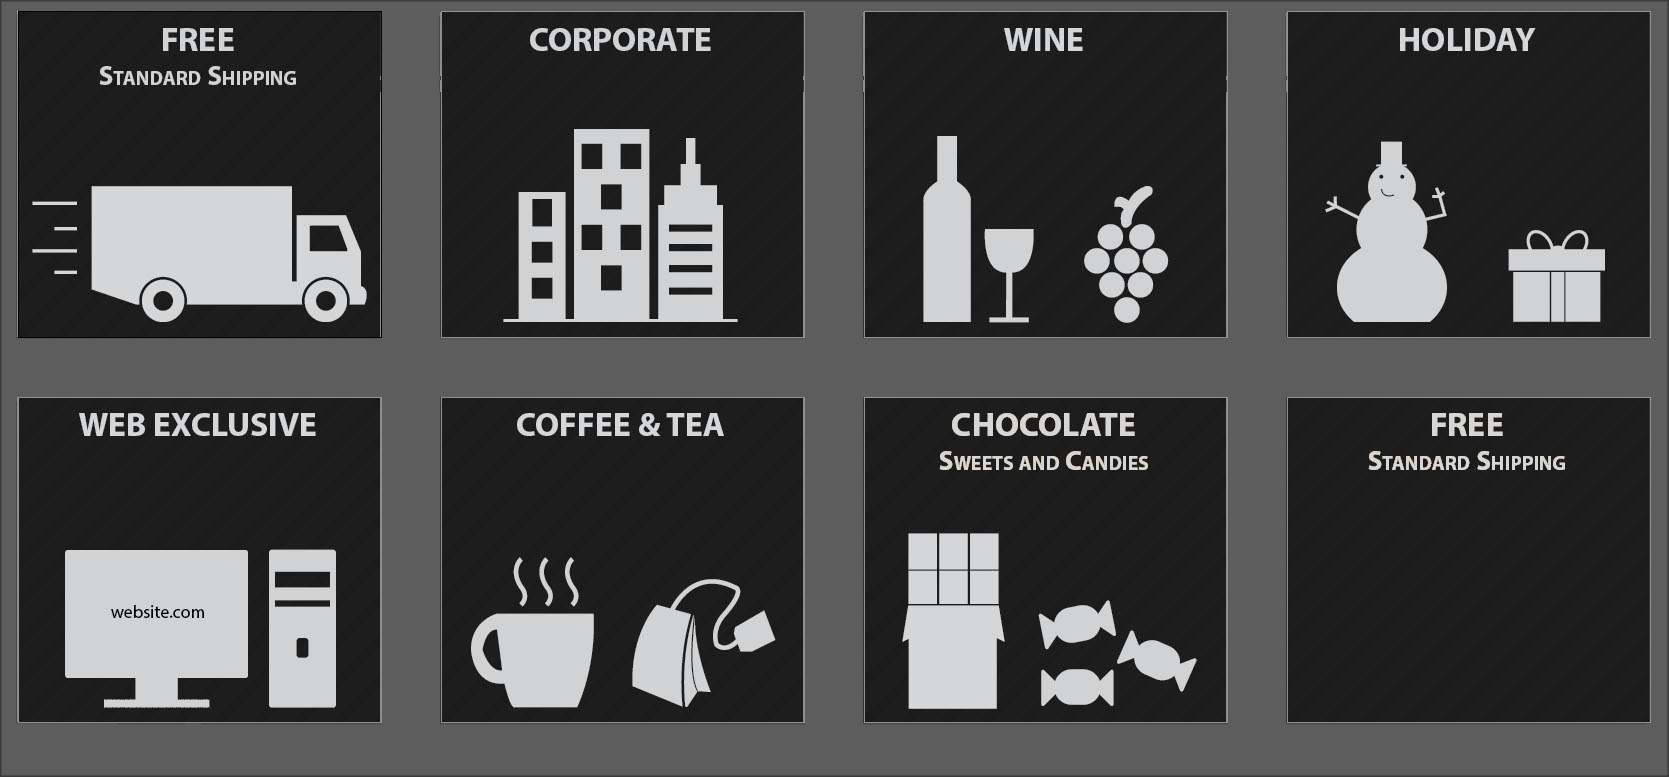 FREE
STANDARD SHIPPING
CORPORATE
WINE
HOLIDAY
WEB EXCLUSIVE
website.com
COFFEE & TEA
CHOCOLATE
SWEETS AND CANDIES
FREE
STANDARD SHIPPING